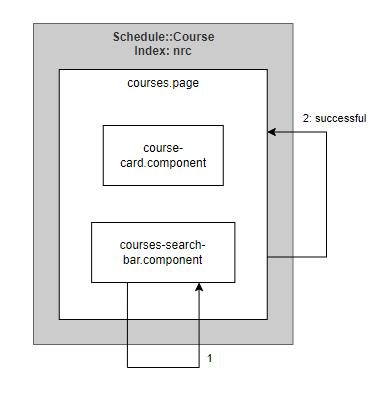 Schedule::Course
Index: nrc
courses.page
course-
card.component
2: successful
courses-search-
bar.component
1